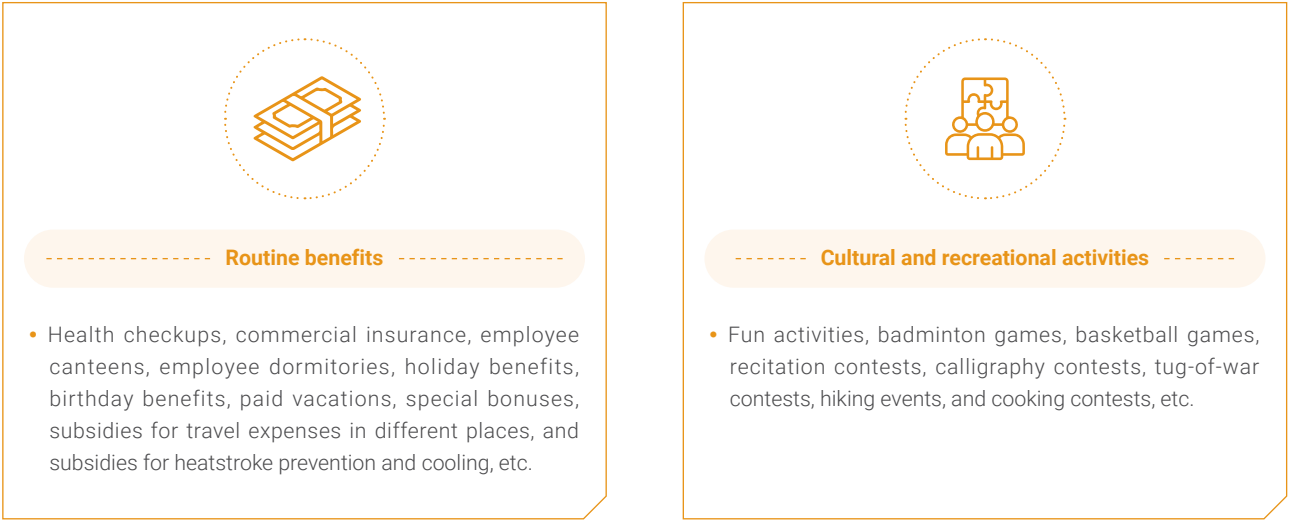 Routine benefits
• Health checkups, commercial insurance, employee
canteens, employee dormitories, holiday benefits,
birthday benefits, paid vacations, special bonuses,
subsidies for travel expenses in different places, and
subsidies for heatstroke prevention and cooling, etc.
Cultural and recreational activities
• Fun activities, badminton games, basketball games,
recitation contests, calligraphy contests, tug-of-war
contests, hiking events, and cooking contests, etc.